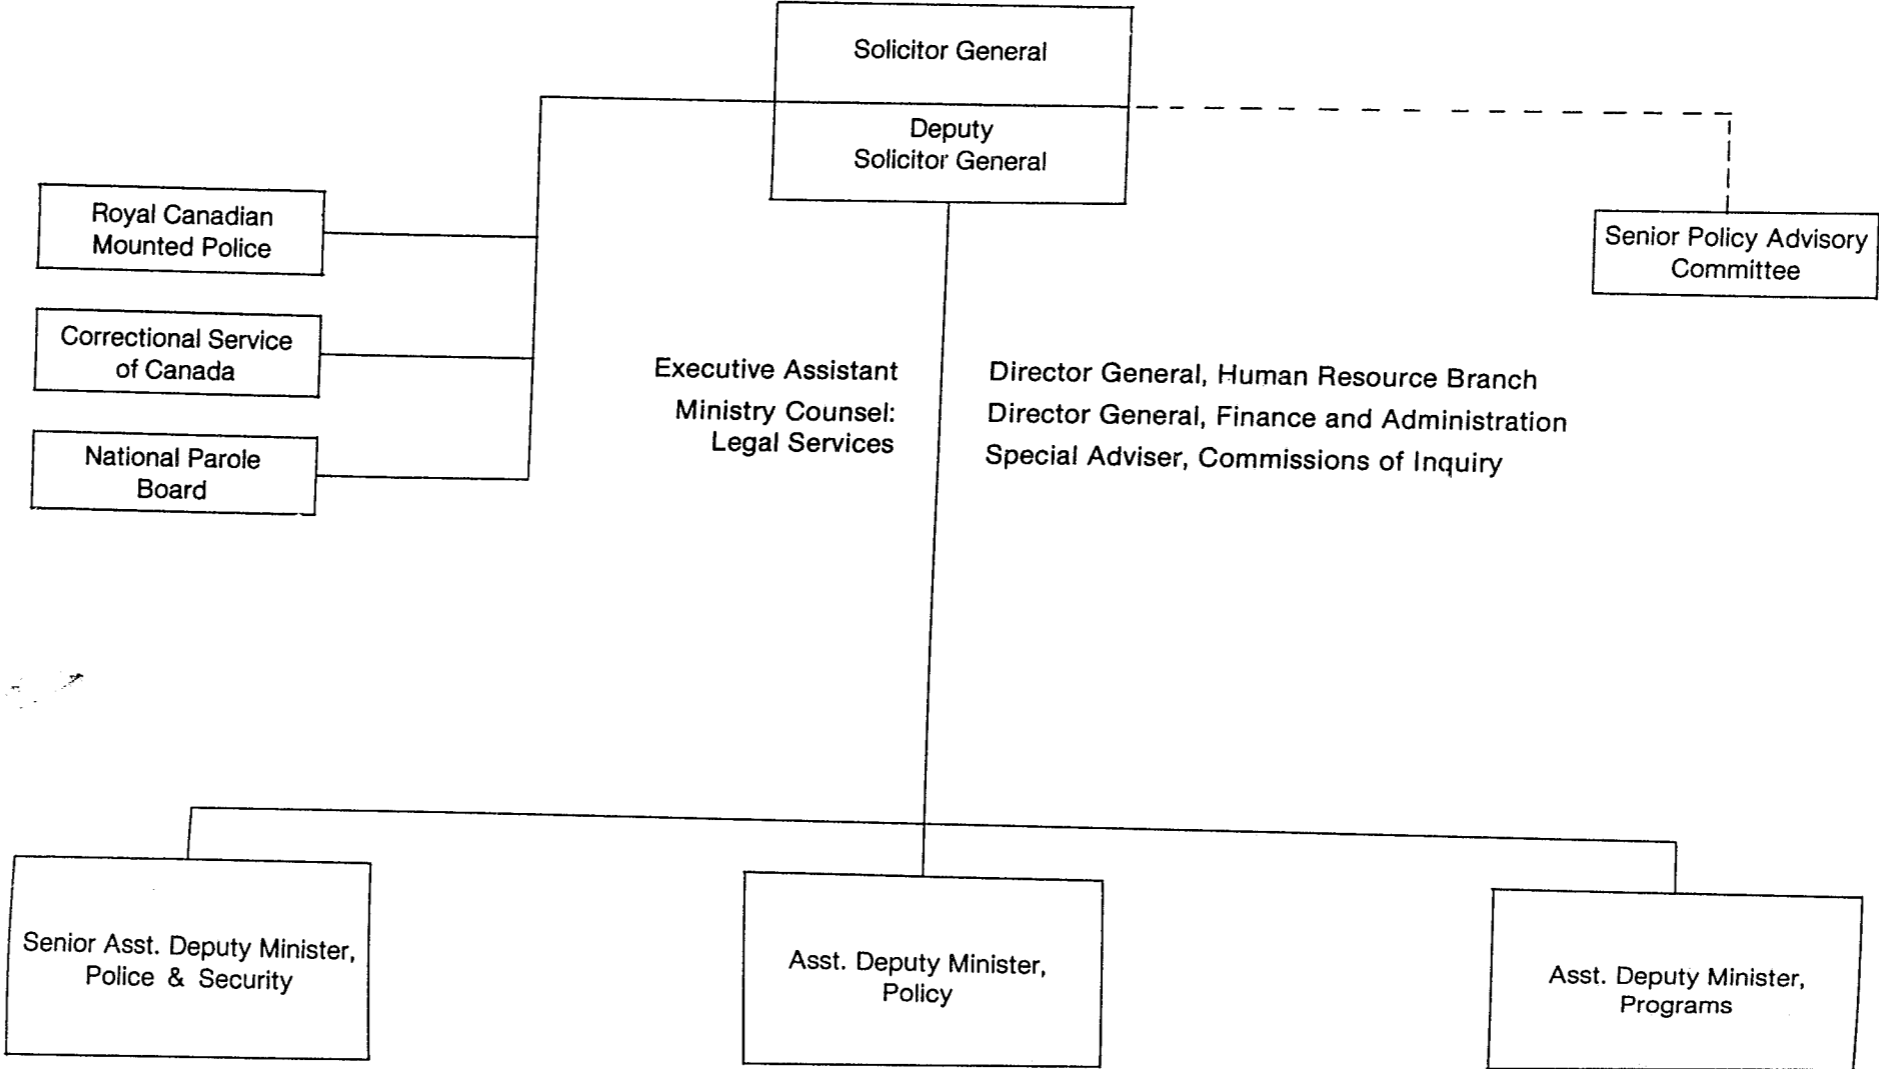 Solicitor General
Deputy
Solicitor General
Royal Canadian
Mounted Police
Senior Policy Advisory
Committee
Correctional Service
of Canada
National Parole
Board
Executive Assistant
Ministry Counsel:
Legal Services
Director General, Human Resource Branch
Director General, Finance and Administration
Special Adviser, Commissions of Inquiry
Senior Asst. Deputy Minister,
Police & Security
Asst. Deputy Minister,
Policy
Asst. Deputy Minister,
Programs